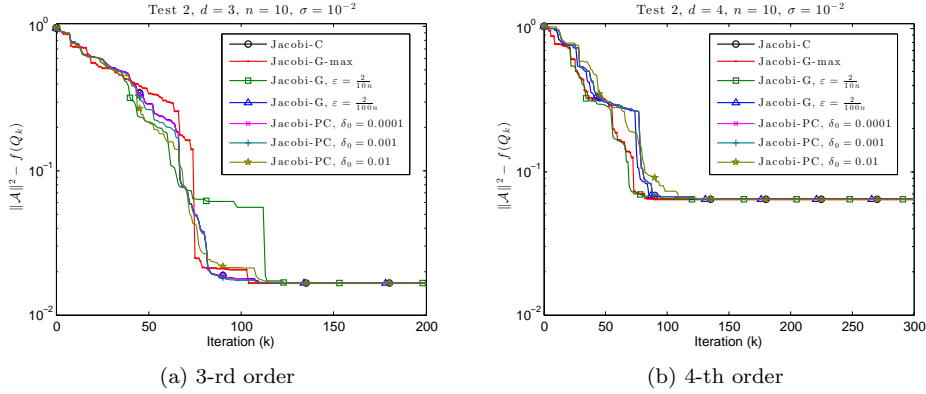 Test 2, d = 3, n = 10, σ = 10⁻²
10⁰
10⁻¹
10⁻²
‖𝒜‖² − f(Qₖ)
0 50 100 150 200
Iteration (k)
Jacobi-C
Jacobi-G-max
Jacobi-G, ε = 2/10n
Jacobi-G, ε = 2/100n
Jacobi-PC, δ₀ = 0.0001
Jacobi-PC, δ₀ = 0.001
Jacobi-PC, δ₀ = 0.01
(a) 3-rd order
Test 2, d = 4, n = 10, σ = 10⁻²
10⁰
10⁻¹
10⁻²
‖𝒜‖² − f(Qₖ)
0 50 100 150 200 250 300
Iteration (k)
Jacobi-C
Jacobi-G-max
Jacobi-G, ε = 2/10n
Jacobi-G, ε = 2/100n
Jacobi-PC, δ₀ = 0.0001
Jacobi-PC, δ₀ = 0.001
Jacobi-PC, δ₀ = 0.01
(b) 4-th order